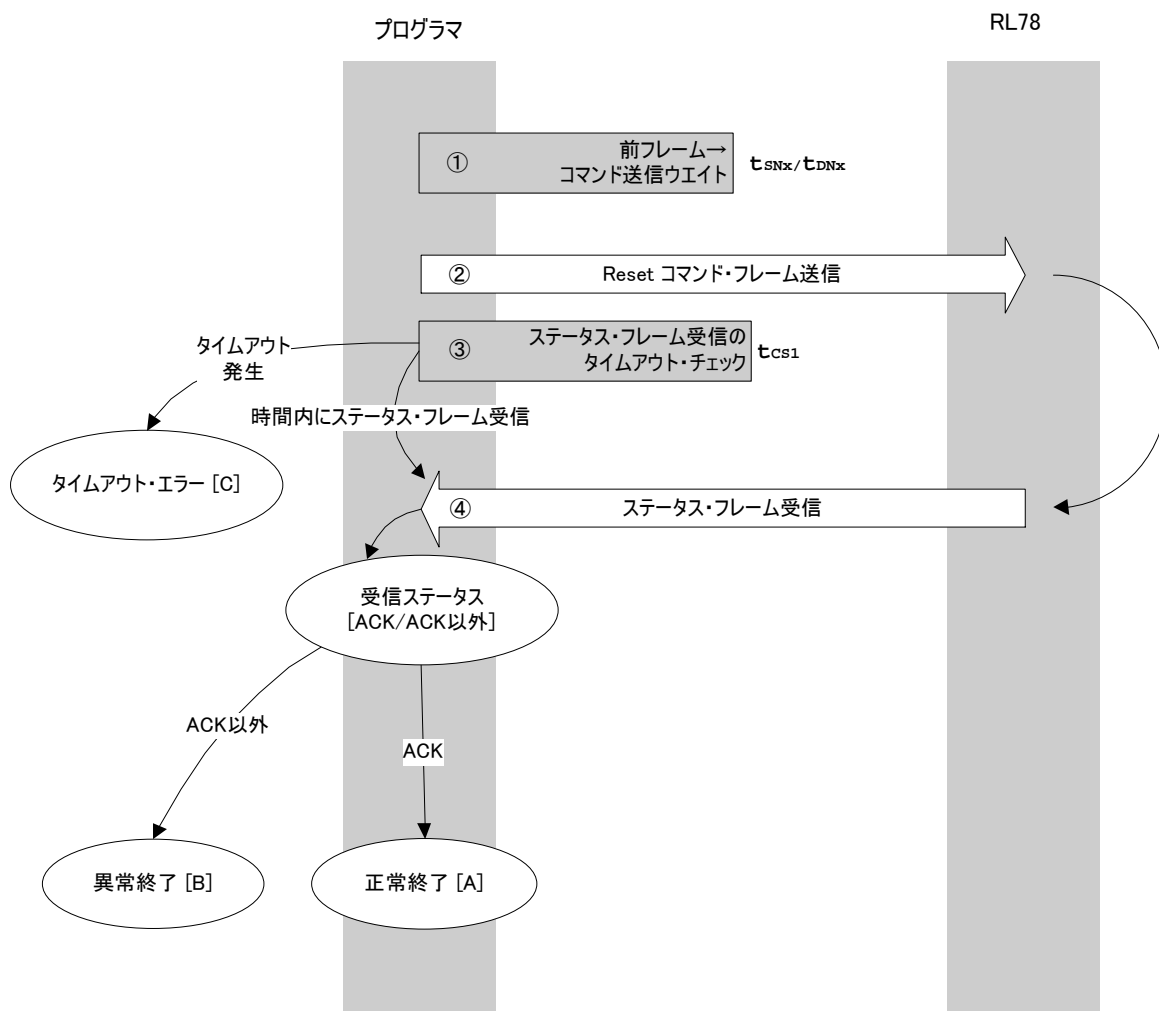 プログラマ
RL78
①
前フレーム→
コマンド送信ウエイト
tSNx/tDNx
②
Reset コマンド・フレーム送信
③
ステータス・フレーム受信の
タイムアウト・チェック
tCS1
タイムアウト
発生
時間内にステータス・フレーム受信
タイムアウト・エラー [C]
④
ステータス・フレーム受信
受信ステータス
[ACK/ACK以外]
ACK以外
ACK
異常終了 [B]
正常終了 [A]